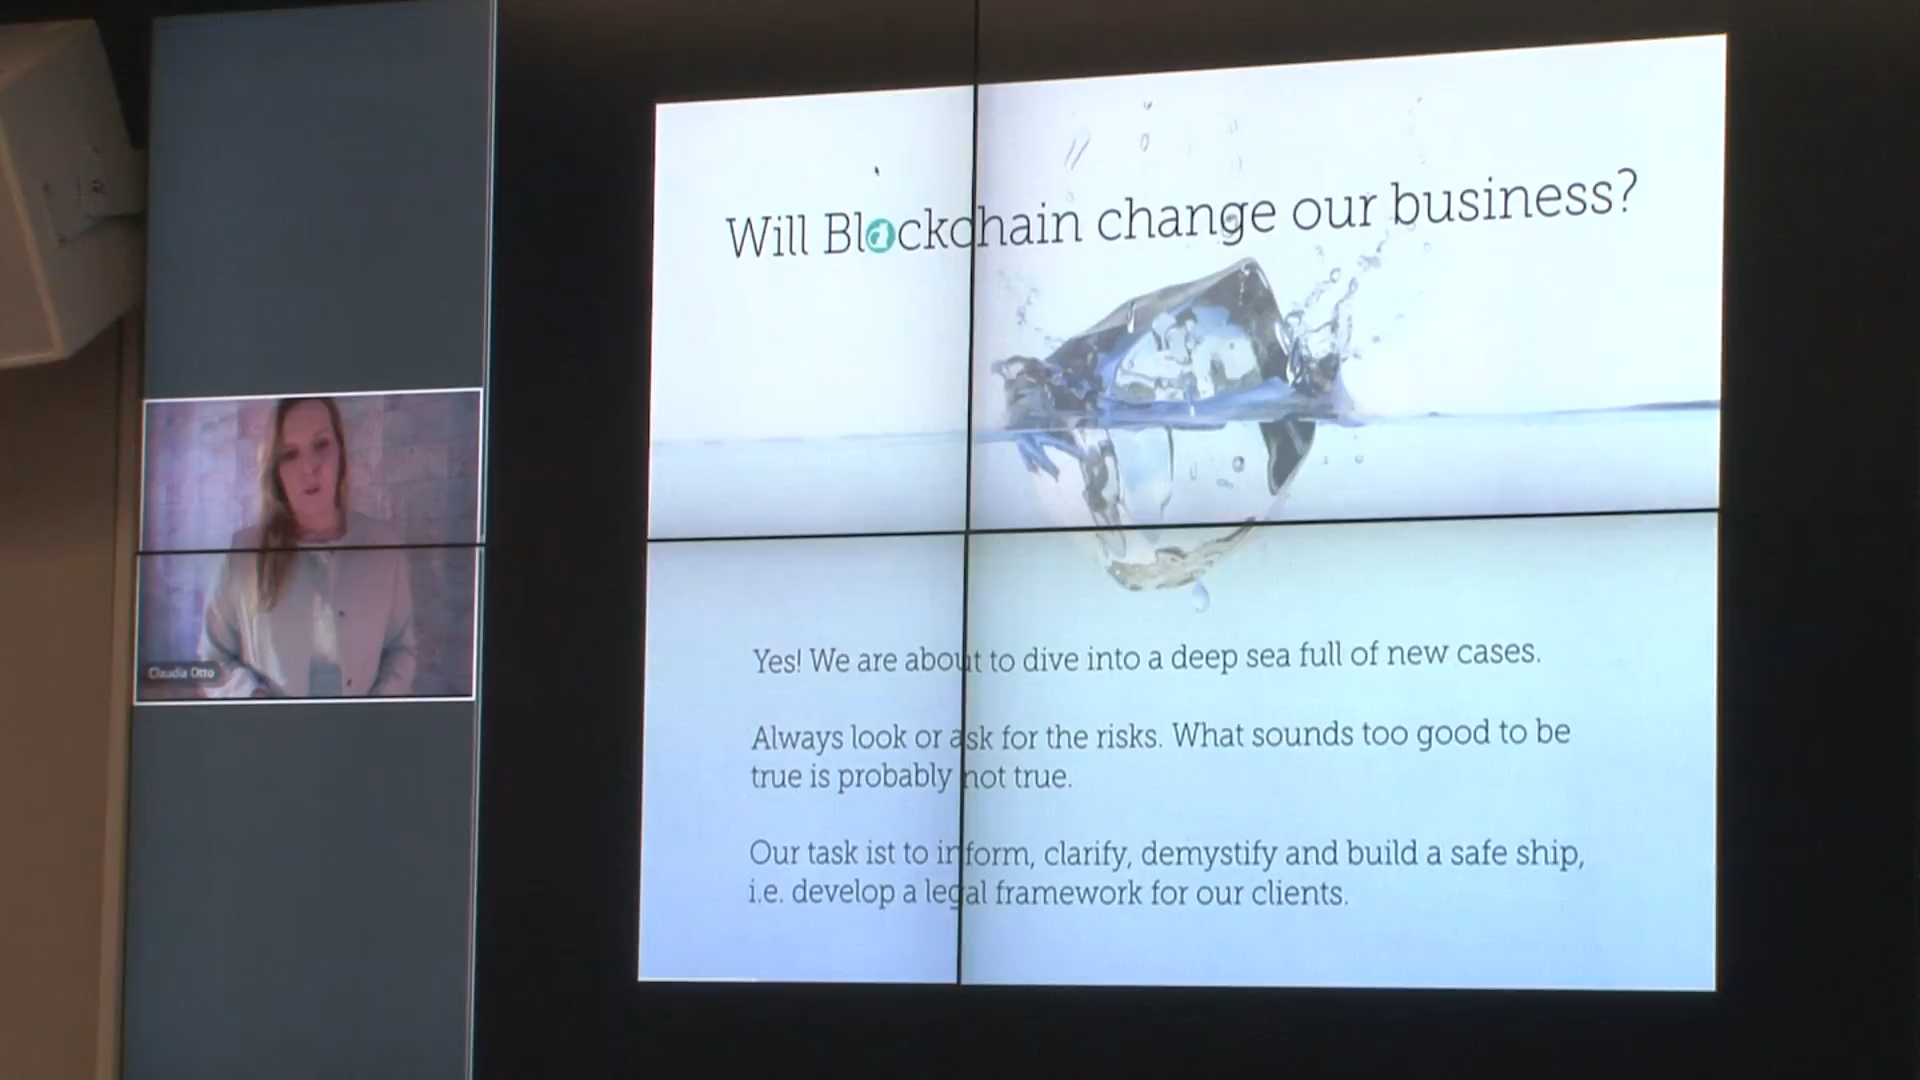 Will Blockchain change our business?
Yes! We are about to dive into a deep sea full of new cases.
Always look or ask for the risks. What sounds too good to be
true is probably not true.
Our task ist to inform, clarify, demystify and build a safe ship,
i.e. develop a legal framework for our clients.
Claudia Otto